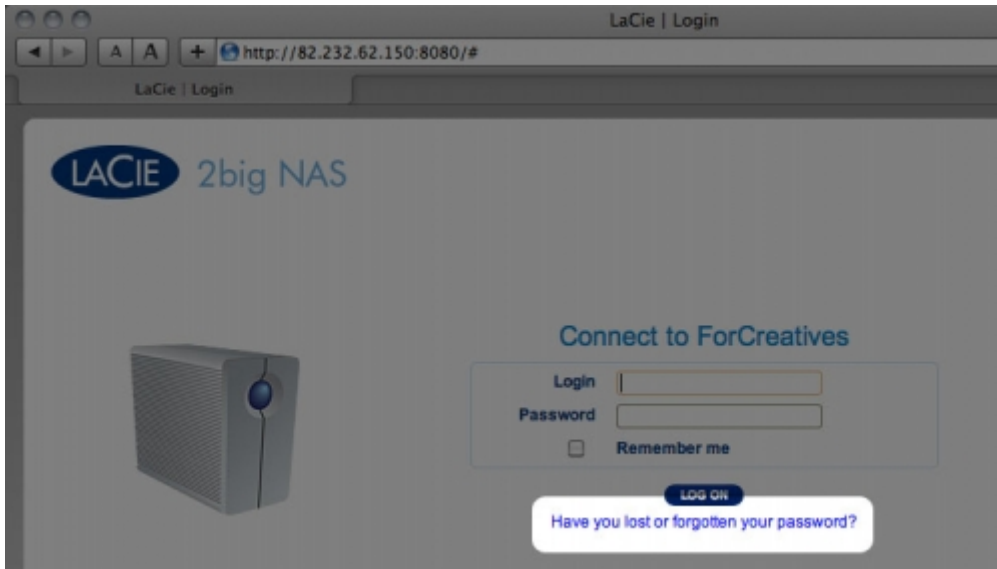 LaCie | Login
A A + http://82.232.62.150:8080/#
LaCie | Login
LACIE 2big NAS
Connect to ForCreatives
Login
Password
Remember me
LOG ON
Have you lost or forgotten your password?